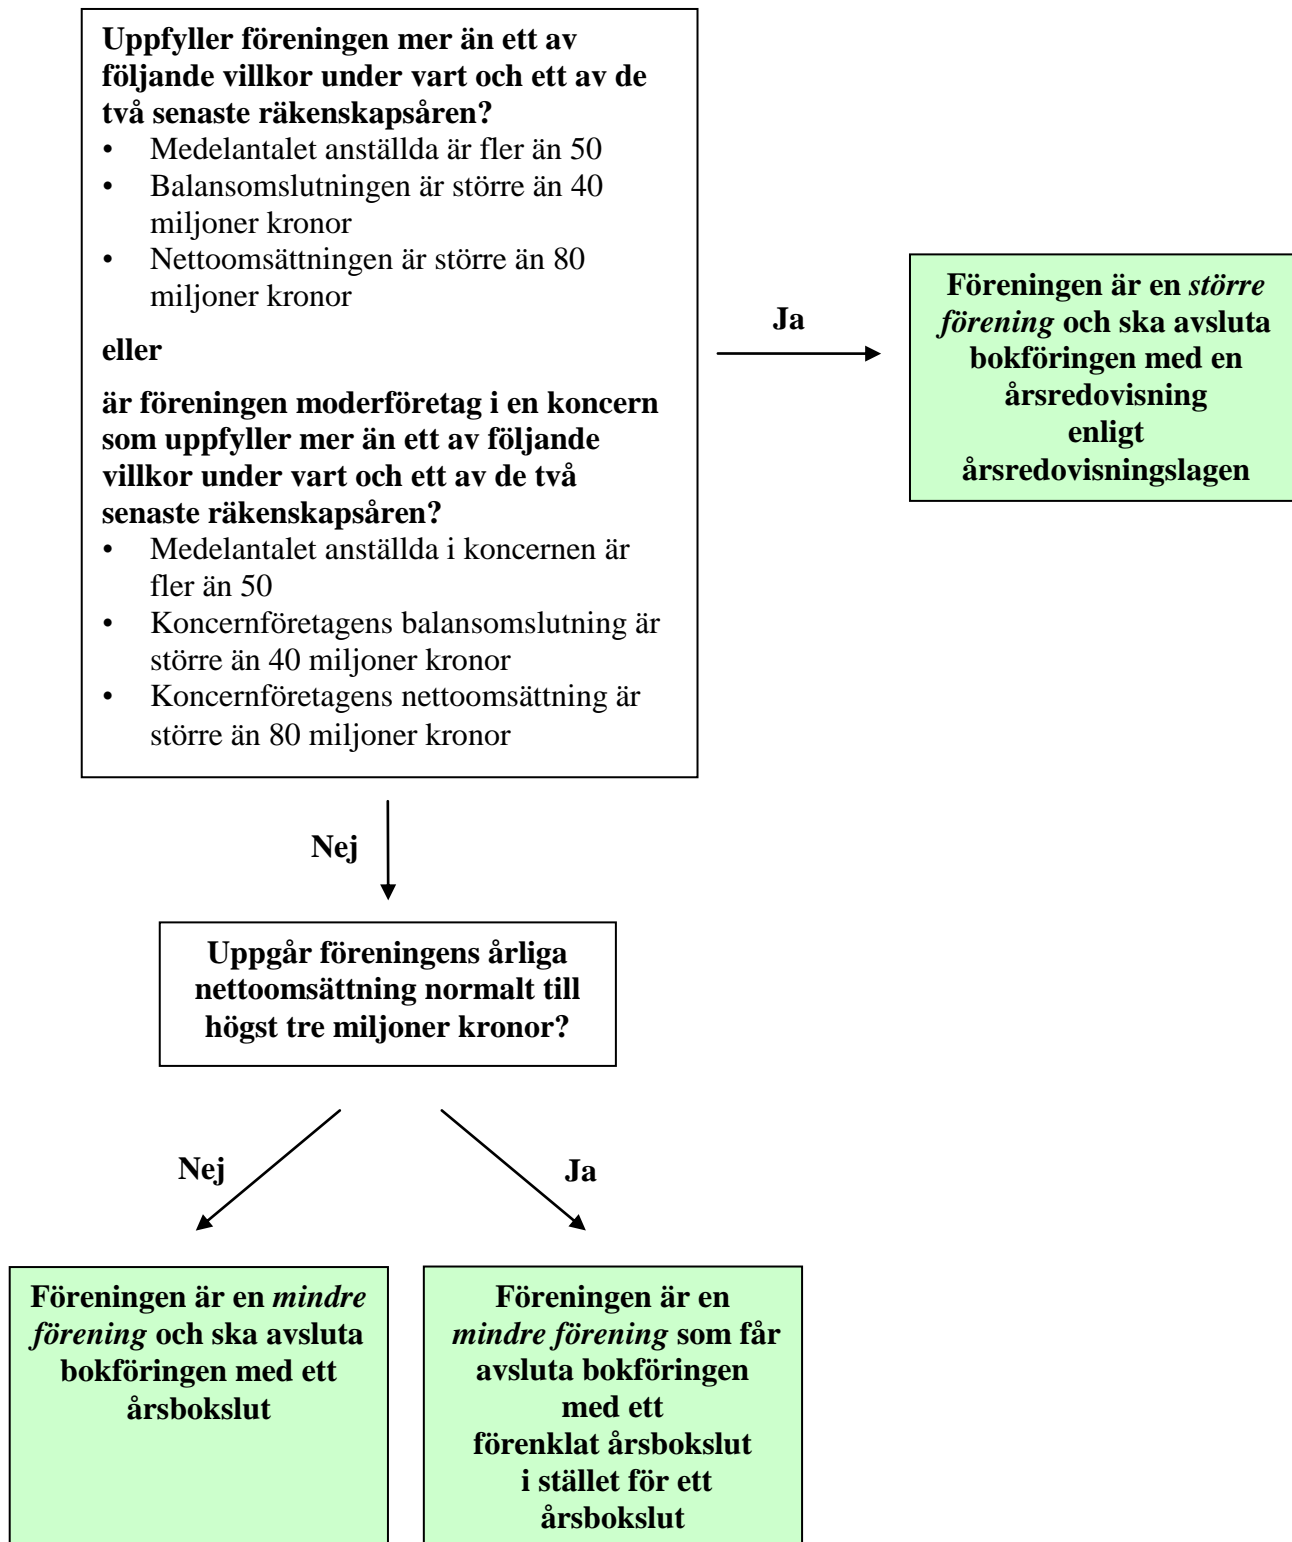 Uppfyller föreningen mer än ett av
följande villkor under vart och ett av de
två senaste räkenskapsåren?
• Medelantalet anställda är fler än 50
• Balansomslutningen är större än 40
miljoner kronor
• Nettoomsättningen är större än 80
miljoner kronor
eller
är föreningen moderföretag i en koncern
som uppfyller mer än ett av följande
villkor under vart och ett av de två
senaste räkenskapsåren?
• Medelantalet anställda i koncernen är
fler än 50
• Koncernföretagens balansomslutning är
större än 40 miljoner kronor
• Koncernföretagens nettoomsättning är
större än 80 miljoner kronor
Ja
Föreningen är en större
förening och ska avsluta
bokföringen med en
årsredovisning
enligt
årsredovisningslagen
Nej
Uppgår föreningens årliga
nettoomsättning normalt till
högst tre miljoner kronor?
Nej
Ja
Föreningen är en mindre
förening och ska avsluta
bokföringen med ett
årsbokslut
Föreningen är en
mindre förening som får
avsluta bokföringen
med ett
förenklat årsbokslut
i stället för ett
årsbokslut